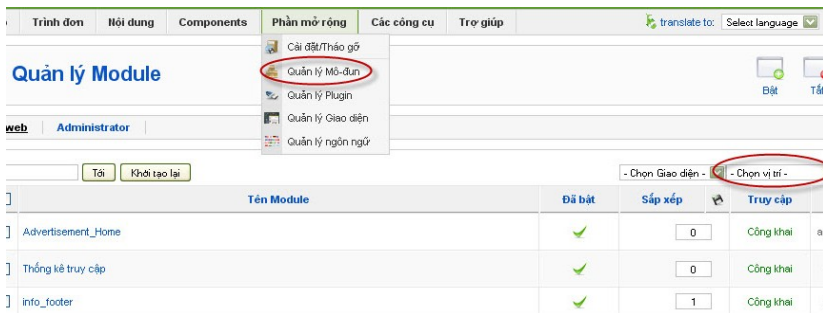 Trình đơn Nội dung Components Phần mở rộng Các công cụ Trợ giúp translate to: Select language
Cài đặt/Tháo gỡ
Quản lý Module
Quản lý Mô-đun
Quản lý Plugin
Bật Tắt
web Administrator
Quản lý Giao diện
Quản lý ngôn ngữ
Tới Khởi tạo lại - Chọn Giao diện - - Chọn vị trí -
Tên Module Đã bật Sắp xếp Truy cập
Advertisement_Home 0 Công khai
Thống kê truy cập 0 Công khai
info_footer 1 Công khai